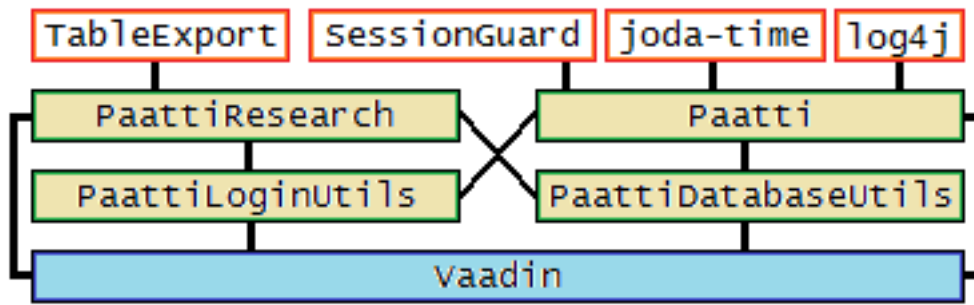 TableExport SessionGuard joda-time log4j
PaattiResearch Paatti
PaattiLoginUtils PaattiDatabaseUtils
Vaadin